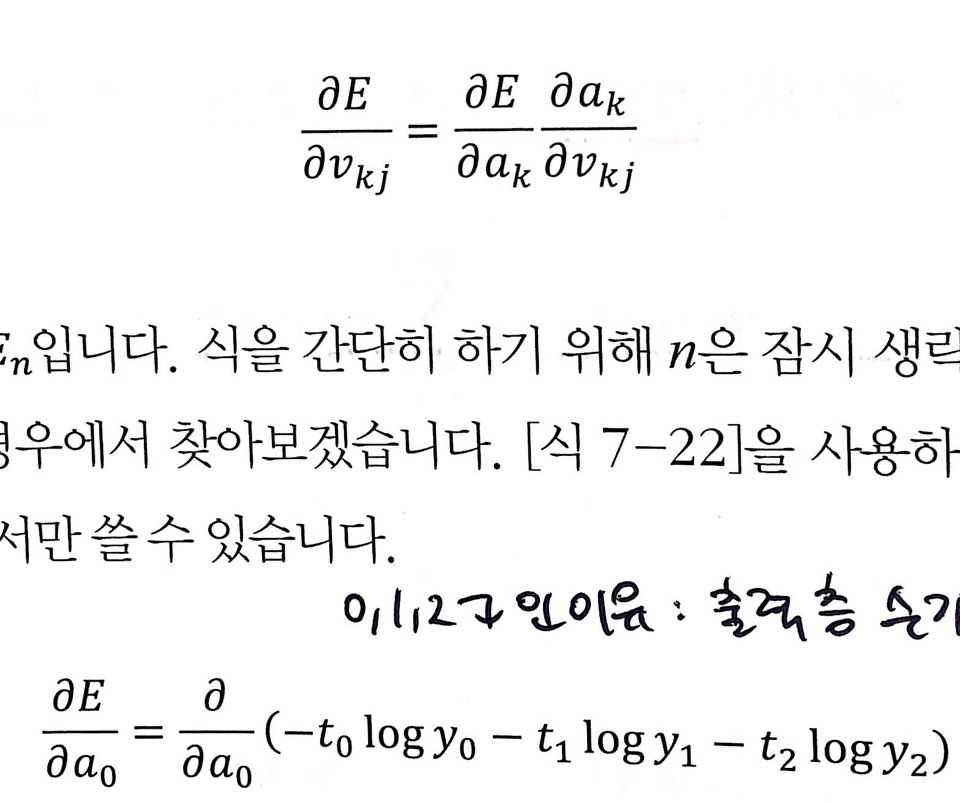 ∂E/∂v_kj = ∂E/∂a_k ∂a_k/∂v_kj
E_n입니다. 식을 간단히 하기 위해 n은 잠시 생략
경우에서 찾아보겠습니다. [식 7-22]을 사용하
서만 쓸 수 있습니다.
0,1,2 인 이유 : 출력층
∂E/∂a_0 = ∂/∂a_0 (−t_0 log y_0 − t_1 log y_1 − t_2 log y_2)